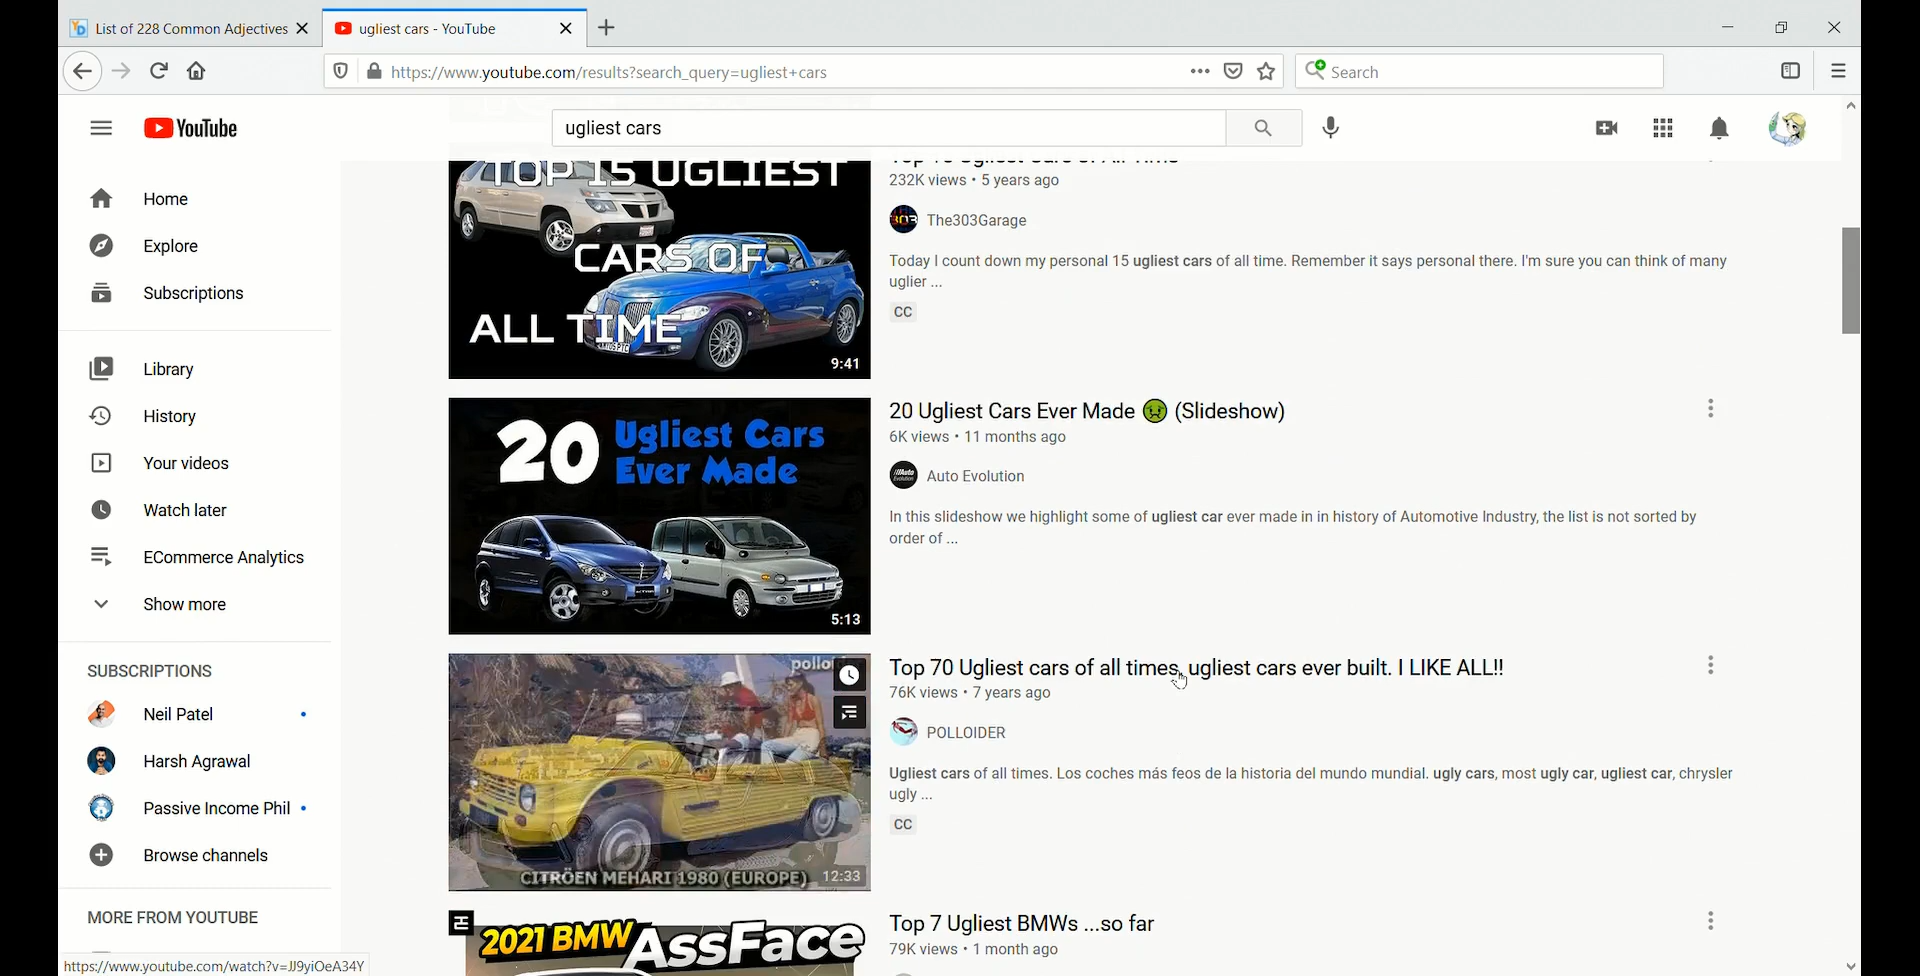 List of 228 Common Adjectives
ugliest cars - YouTube
https://www.youtube.com/results?search_query=ugliest+cars
Search
YouTube
ugliest cars
Home
Explore
Subscriptions
Library
History
Your videos
Watch later
ECommerce Analytics
Show more
SUBSCRIPTIONS
Neil Patel
Harsh Agrawal
Passive Income Phil
Browse channels
MORE FROM YOUTUBE
TOP 15 UGLIEST
CARS OF
ALL TIME
9:41
232K views • 5 years ago
The303Garage
Today I count down my personal 15 ugliest cars of all time. Remember it says personal there. I'm sure you can think of many
uglier ...
CC
20 Ugliest Cars
Ever Made
5:13
20 Ugliest Cars Ever Made 🤢 (Slideshow)
6K views • 11 months ago
Auto Evolution
In this slideshow we highlight some of ugliest car ever made in in history of Automotive Industry, the list is not sorted by
order of ...
CITRÖEN MEHARI 1980 (EUROPE)
12:33
Top 70 Ugliest cars of all times, ugliest cars ever built. I LIKE ALL!!
76K views • 7 years ago
POLLOIDER
Ugliest cars of all times. Los coches más feos de la historia del mundo mundial. ugly cars, most ugly car, ugliest car, chrysler
ugly ...
CC
2021 BMW AssFace
Top 7 Ugliest BMWs ...so far
79K views • 1 month ago
https://www.youtube.com/watch?v=JJ9yiOeA34Y